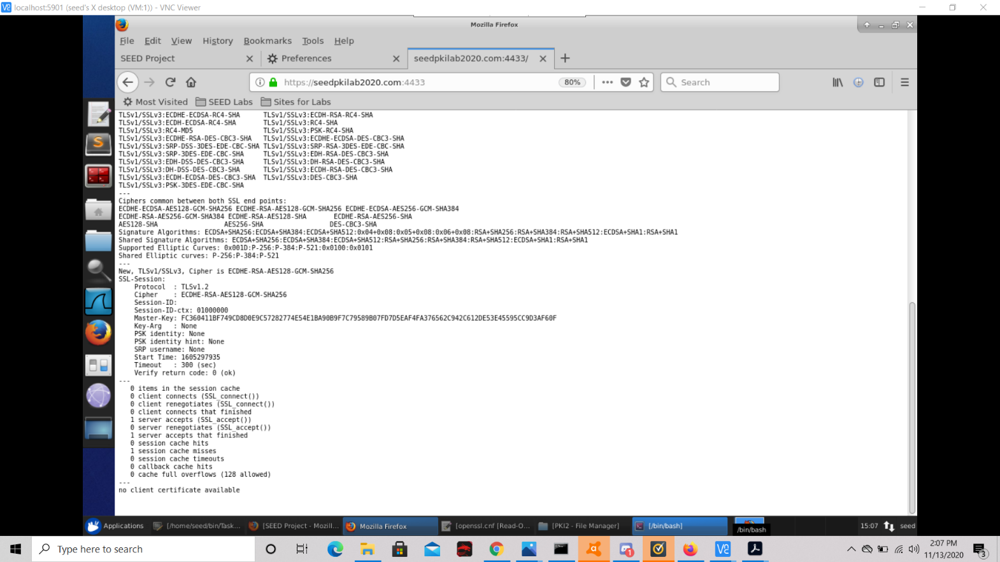 localhost:5901 (seed's X desktop (VM:1)) - VNC Viewer
Mozilla Firefox
File Edit View History Bookmarks Tools Help
SEED Project Preferences seedpkilab2020.com:4433/
https://seedpkilab2020.com:4433 80% Search
Most Visited SEED Labs Sites for Labs
TLSv1/SSLv3:ECDHE-ECDSA-RC4-SHA TLSv1/SSLv3:ECDH-RSA-RC4-SHA
TLSv1/SSLv3:ECDH-ECDSA-RC4-SHA TLSv1/SSLv3:RC4-SHA
TLSv1/SSLv3:RC4-MD5 TLSv1/SSLv3:PSK-RC4-SHA
TLSv1/SSLv3:ECDHE-RSA-DES-CBC3-SHA TLSv1/SSLv3:ECDHE-ECDSA-DES-CBC3-SHA
TLSv1/SSLv3:SRP-DSS-3DES-EDE-CBC-SHA TLSv1/SSLv3:SRP-RSA-3DES-EDE-CBC-SHA
TLSv1/SSLv3:SRP-3DES-EDE-CBC-SHA TLSv1/SSLv3:EDH-RSA-DES-CBC3-SHA
TLSv1/SSLv3:EDH-DSS-DES-CBC3-SHA TLSv1/SSLv3:DH-RSA-DES-CBC3-SHA
TLSv1/SSLv3:DH-DSS-DES-CBC3-SHA TLSv1/SSLv3:ECDH-RSA-DES-CBC3-SHA
TLSv1/SSLv3:ECDH-ECDSA-DES-CBC3-SHA TLSv1/SSLv3:DES-CBC3-SHA
TLSv1/SSLv3:PSK-3DES-EDE-CBC-SHA
---
Ciphers common between both SSL end points:
ECDHE-ECDSA-AES128-GCM-SHA256 ECDHE-RSA-AES128-GCM-SHA256 ECDHE-ECDSA-AES256-GCM-SHA384
ECDHE-RSA-AES256-GCM-SHA384 ECDHE-RSA-AES128-SHA ECDHE-RSA-AES256-SHA
AES128-SHA AES256-SHA DES-CBC3-SHA
Signature Algorithms: ECDSA+SHA256:ECDSA+SHA384:ECDSA+SHA512:0x04+0x08:0x05+0x08:0x06+0x08:RSA+SHA256:RSA+SHA384:RSA+SHA512:ECDSA+SHA1:RSA+SHA1
Shared Signature Algorithms: ECDSA+SHA256:ECDSA+SHA384:ECDSA+SHA512:RSA+SHA256:RSA+SHA384:RSA+SHA512:ECDSA+SHA1:RSA+SHA1
Supported Elliptic Curves: 0x001D:P-256:P-384:P-521:0x0100:0x0101
Shared Elliptic curves: P-256:P-384:P-521
---
New, TLSv1/SSLv3, Cipher is ECDHE-RSA-AES128-GCM-SHA256
SSL-Session:
Protocol : TLSv1.2
Cipher : ECDHE-RSA-AES128-GCM-SHA256
Session-ID:
Session-ID-ctx: 01000000
Master-Key: FC360411BF749CD8D0E9C57282774E54E1BA90B9F7C79589B07FD7D5EAF4FA376562C942C612DE53E45595CC9D3AF60F
Key-Arg : None
PSK identity: None
PSK identity hint: None
SRP username: None
Start Time: 1605297935
Timeout : 300 (sec)
Verify return code: 0 (ok)
---
0 items in the session cache
0 client connects (SSL_connect())
0 client renegotiates (SSL_connect())
0 client connects that finished
1 server accepts (SSL_accept())
0 server renegotiates (SSL_accept())
1 server accepts that finished
0 session cache hits
1 session cache misses
0 session cache timeouts
0 callback cache hits
0 cache full overflows (128 allowed)
---
no client certificate available
Applications [/home/seed/bin/Task... [SEED Project - Mozill... Mozilla Firefox [openssl.cnf [Read-O... [PKI2 - File Manager] [/bin/bash] 15:07 seed
/bin/bash
Type here to search 1 2:07 PM
11/13/2020 3